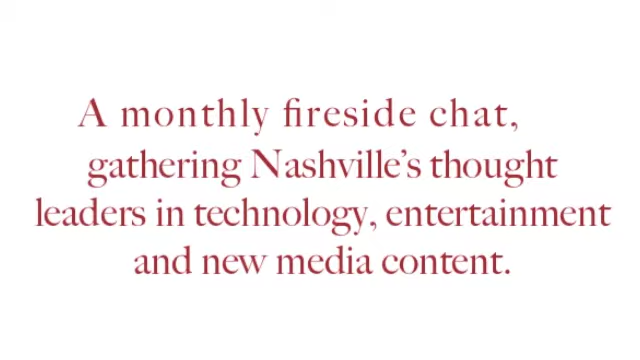 A monthly fireside chat,
gathering Nashville’s thought
leaders in technology, entertainment
and new media content.